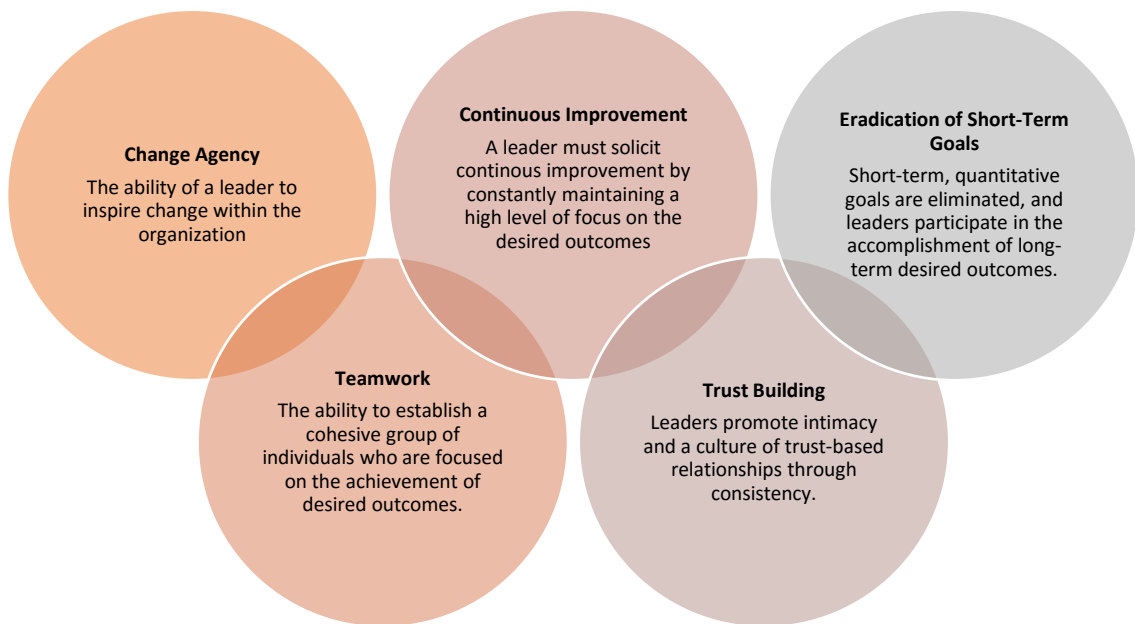 Change Agency
The ability of a leader to
inspire change within the
organization
Continuous Improvement
A leader must solicit
continous improvement by
constantly maintaining a
high level of focus on the
desired outcomes
Eradication of Short-Term
Goals
Short-term, quantitative
goals are eliminated, and
leaders participate in the
accomplishment of long-
term desired outcomes.
Teamwork
The ability to establish a
cohesive group of
individuals who are focused
on the achievement of
desired outcomes.
Trust Building
Leaders promote intimacy
and a culture of trust-based
relationships through
consistency.